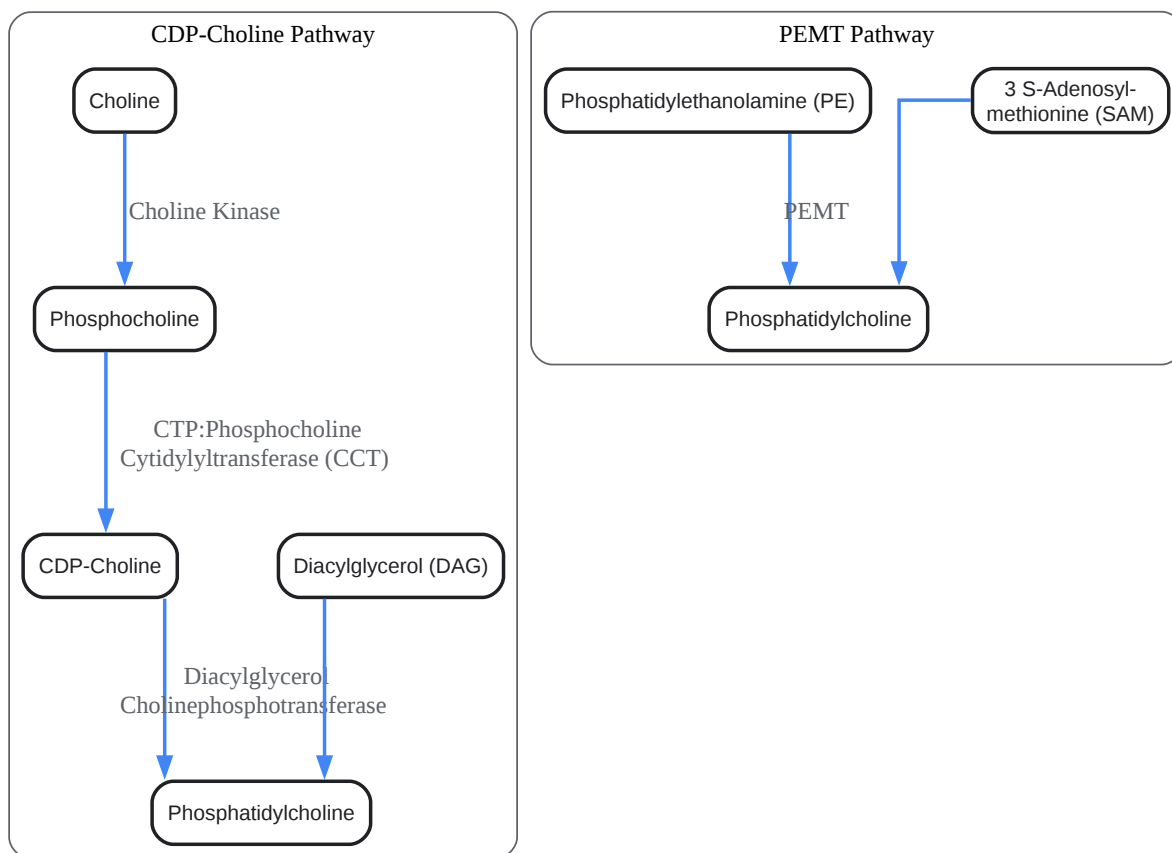 CDP-Choline Pathway
Choline
Choline Kinase
Phosphocholine
CTP:Phosphocholine
Cytidylyltransferase (CCT)
CDP-Choline
Diacylglycerol (DAG)
Diacylglycerol
Cholinephosphotransferase
Phosphatidylcholine
PEMT Pathway
Phosphatidylethanolamine (PE)
3 S-Adenosyl-
methionine (SAM)
PEMT
Phosphatidylcholine